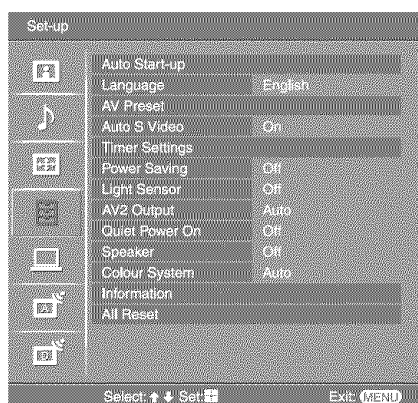 Set-up
Auto Start-up
Language English
AV Preset
Auto S Video On
Timer Settings
Power Saving Off
Light Sensor Off
AV2 Output Auto
Quiet Power On Off
Speaker Off
Colour System Auto
Information
All Reset
A
D
Select: Set: Exit: MENU